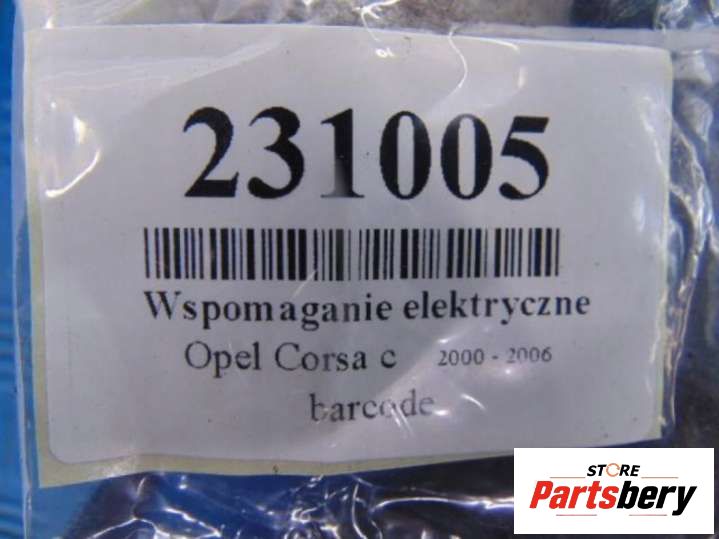 231005
Wspomaganie elektryczne
Opel Corsa c 2000 - 2006
barcode
STORE
Partsbery